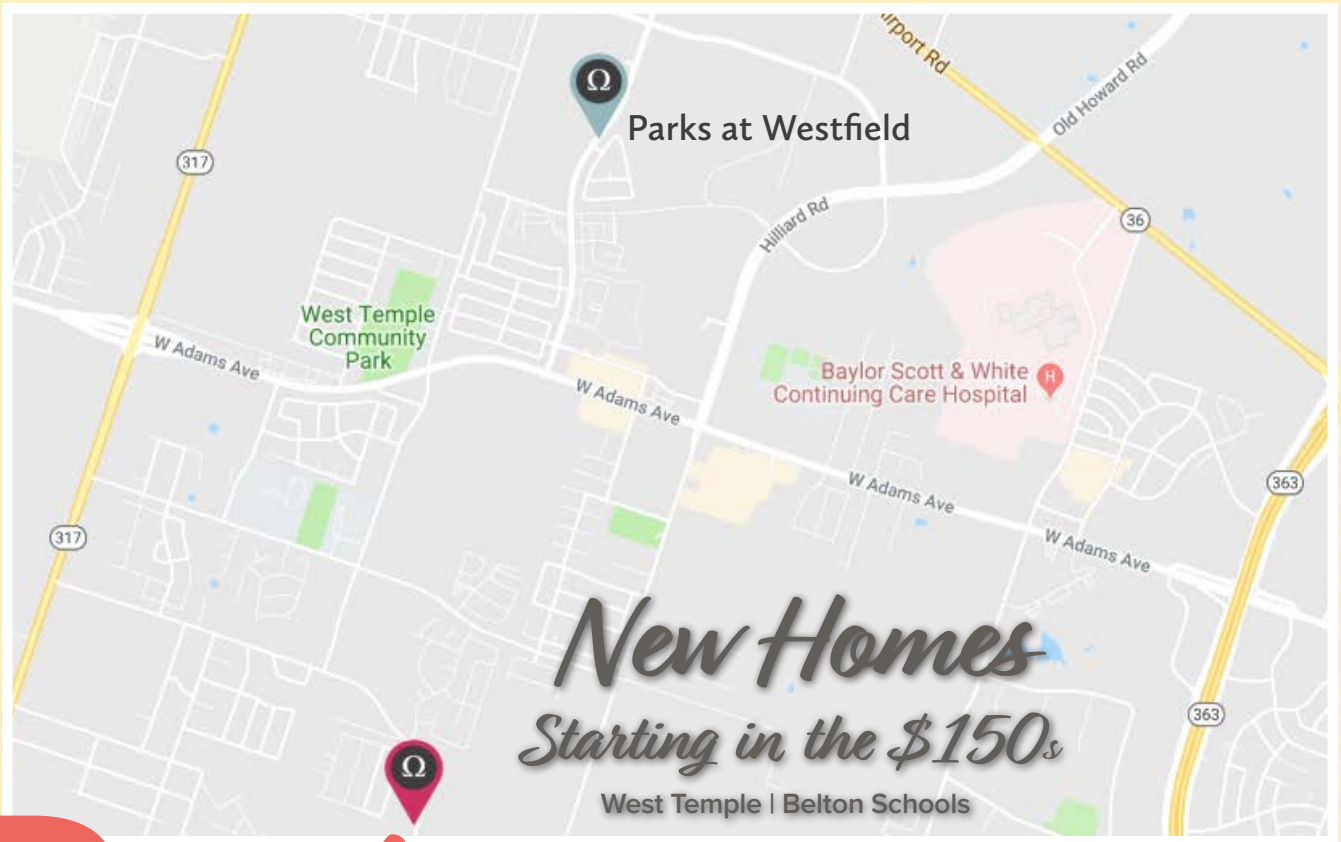 irport Rd
Old Howard Rd
Ω
Parks at Westfield
317
36
Hilliard Rd
West Temple
Community
Park
W Adams Ave
Baylor Scott & White
Continuing Care Hospital
H
W Adams Ave
W Adams Ave
363
317
W Adams Ave
New Homes
Starting in the $150s
363
Ω
West Temple | Belton Schools